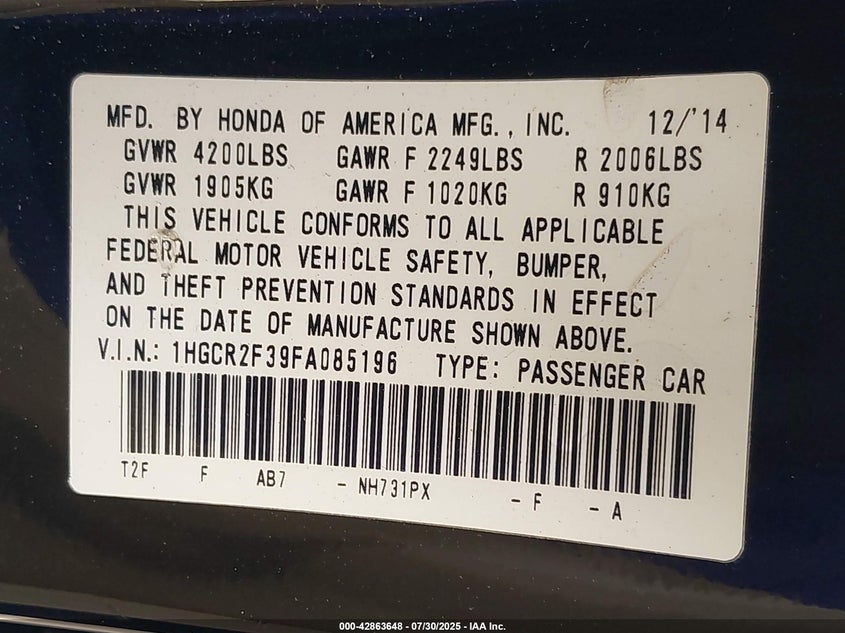 MFD. BY HONDA OF AMERICA MFG., INC. 12/'14
GVWR 4200LBS GAWR F 2249LBS R 2006LBS
GVWR 1905KG GAWR F 1020KG R 910KG
THIS VEHICLE CONFORMS TO ALL APPLICABLE
FEDERAL MOTOR VEHICLE SAFETY, BUMPER,
AND THEFT PREVENTION STANDARDS IN EFFECT
ON THE DATE OF MANUFACTURE SHOWN ABOVE.
V.I.N.: 1HGCR2F39FA085196 TYPE: PASSENGER CAR
T2F F AB7 - NH731PX - F - A
000-42863648 - 07/30/2025 - IAA Inc.